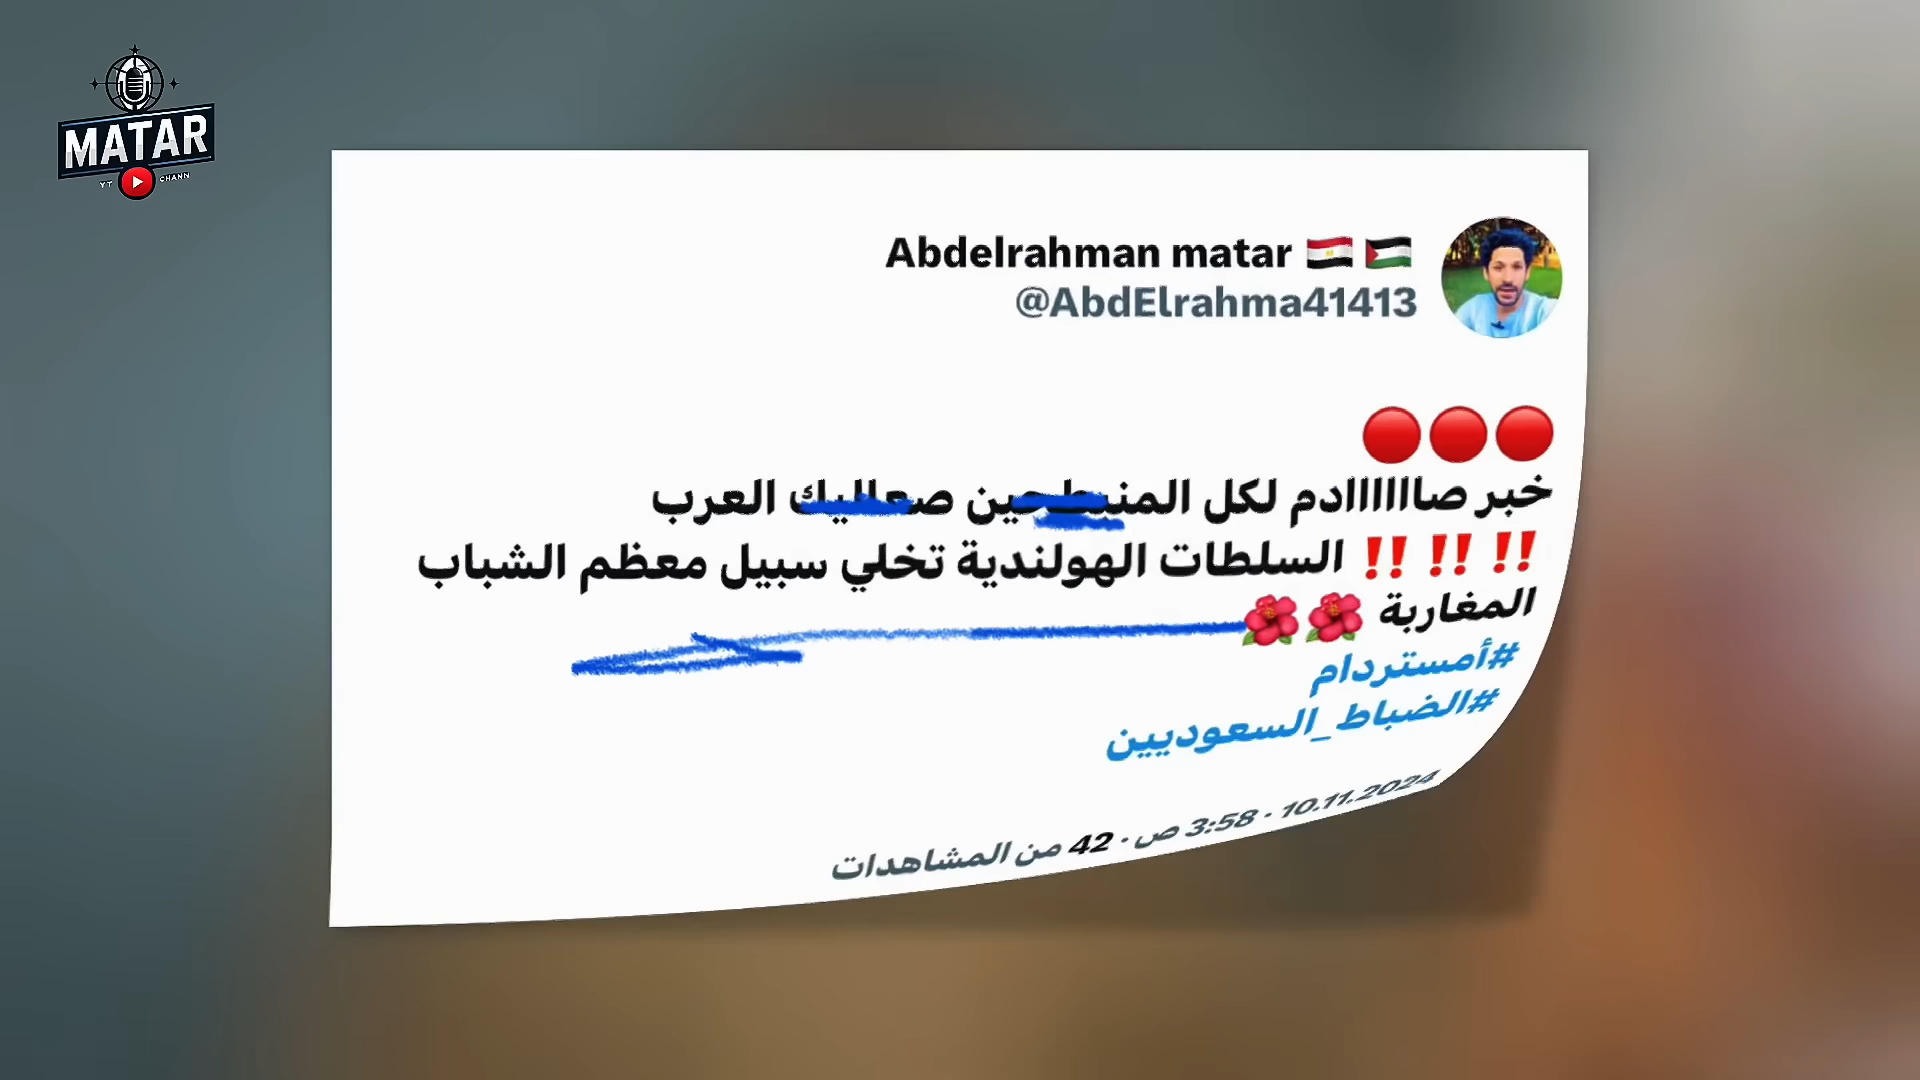 MATAR
YT CHANN
Abdelrahman matar 🇪🇬 🇵🇸
@AbdElrahma41413
🔴🔴🔴
خبر صااااااادم لكل المنبطحين صعاليك العرب
‼️ ‼️ ‼️ السلطات الهولندية تخلي سبيل معظم الشباب
المغاربة 🌺🌺
#أمستردام
#الضباط_السعوديين
10.11.2024 · 3:58 ص · 42 من المشاهدات